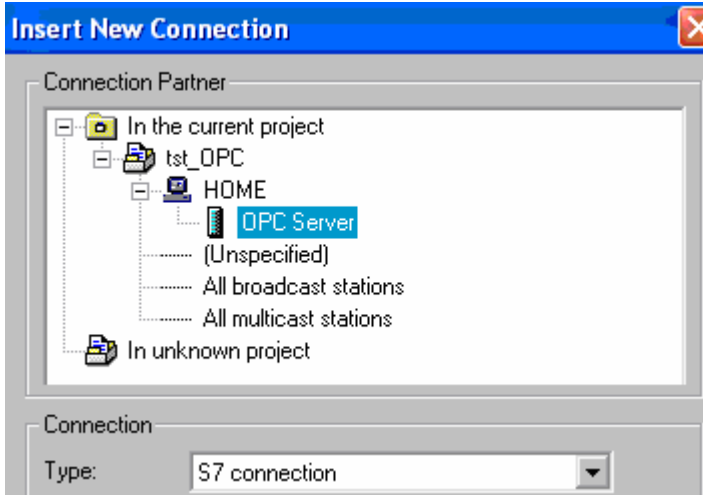 Insert New Connection
Connection Partner
In the current project
tst_OPC
HOME
OPC Server
(Unspecified)
All broadcast stations
All multicast stations
In unknown project
Connection
Type: S7 connection